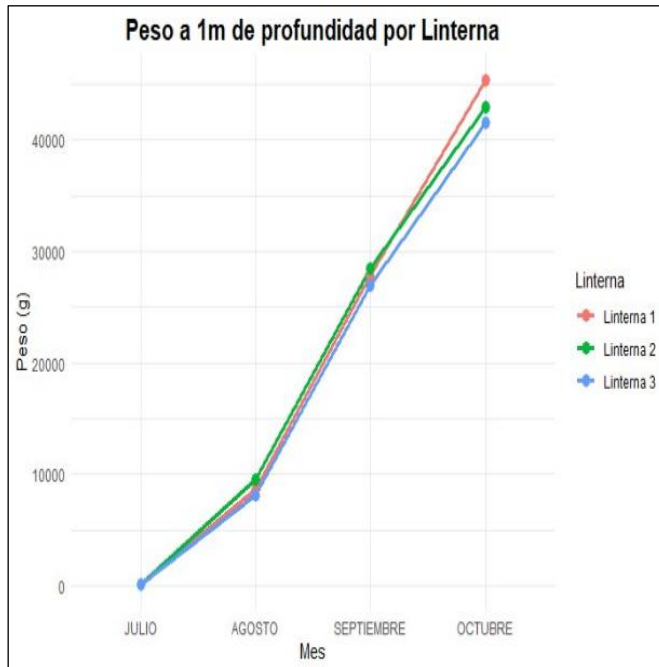 Peso a 1m de profundidad por Linterna
40000
30000
20000
10000
0
Peso (g)
JULIO AGOSTO SEPTIEMBRE OCTUBRE
Mes
Linterna
Linterna 1
Linterna 2
Linterna 3